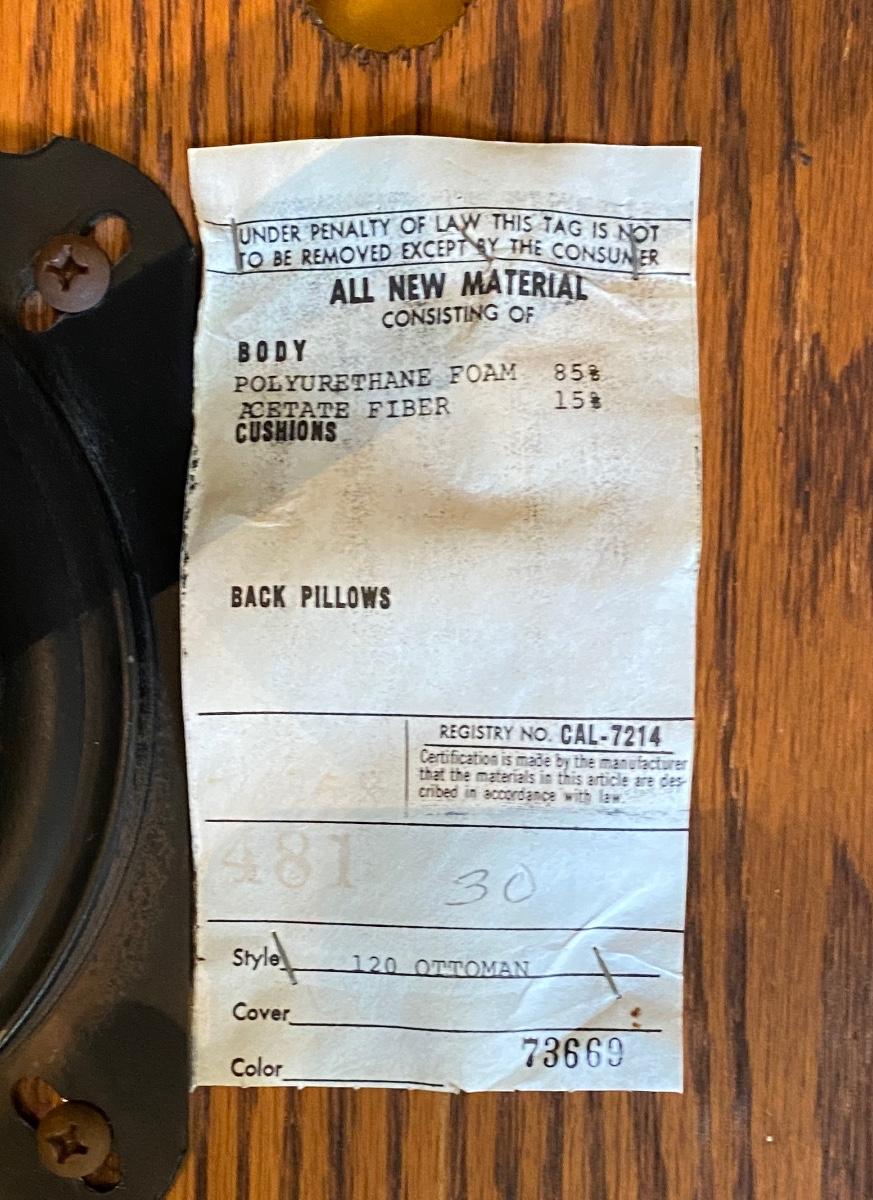 UNDER PENALTY OF LAW THIS TAG IS NOT
TO BE REMOVED EXCEPT BY THE CONSUMER
ALL NEW MATERIAL
CONSISTING OF
BODY
POLYURETHANE FOAM 85%
ACETATE FIBER 15%
CUSHIONS
BACK PILLOWS
REGISTRY NO. CAL-7214
Certification is made by the manufacturer
that the materials in this article are des-
cribed in accordance with law.
481 30
Style 120 OTTOMAN
Cover
73669
Color